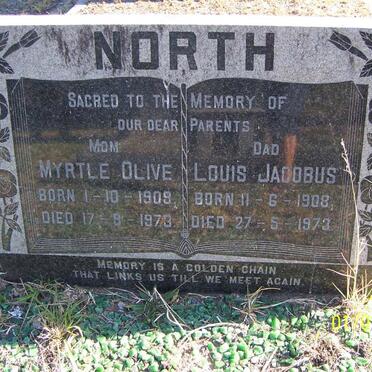 NORTH
SACRED TO THE MEMORY OF
OUR DEAR PARENTS
MOM DAD
MYRTLE OLIVE LOUIS JACOBUS
BORN 1-10-1909, BORN 11-6-1908,
DIED 17-8-1973. DIED 27-5-1973.
MEMORY IS A GOLDEN CHAIN
THAT LINKS US TILL WE MEET AGAIN